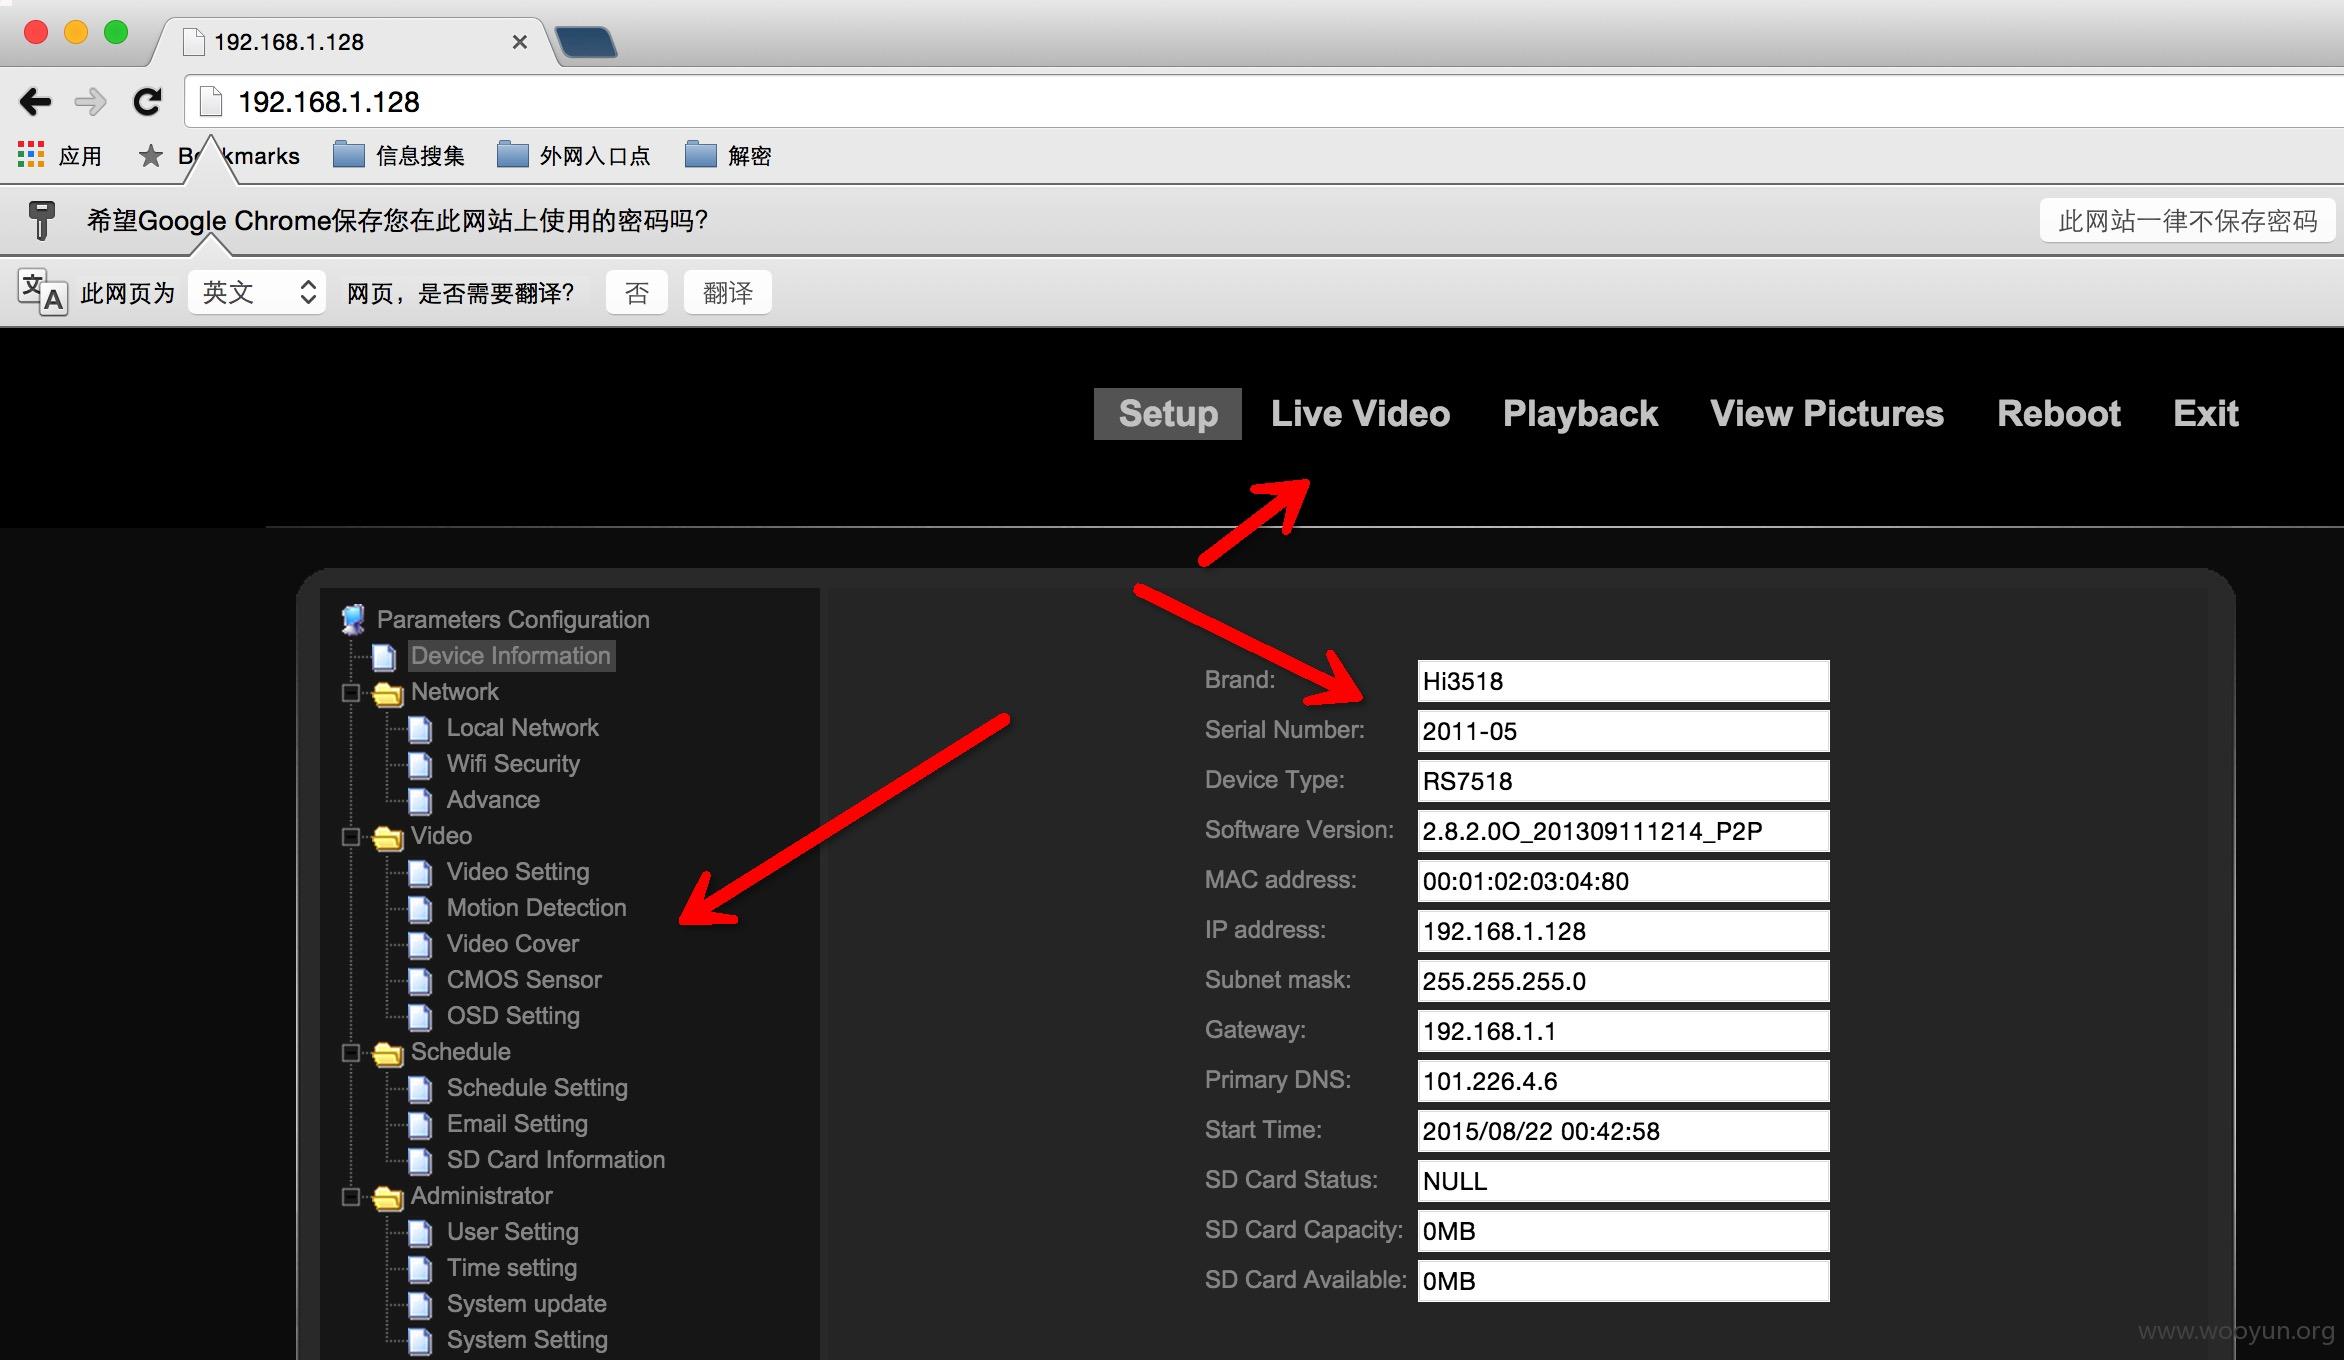 192.168.1.128
192.168.1.128
应用
信息搜集
外网入口点
解密
希望Google Chrome保存您在此网站上使用的密码吗?
此网站一律不保存密码
文 A 此网页为 英文 网页，是否需要翻译? 否 翻译
Setup Live Video Playback View Pictures Reboot Exit
Parameters Configuration
Device Information
Network
Local Network
Wifi Security
Advance
Video
Video Setting
Motion Detection
Video Cover
CMOS Sensor
OSD Setting
Schedule
Schedule Setting
Email Setting
SD Card Information
Administrator
User Setting
Time setting
System update
System Setting
Brand: Hi3518
Serial Number: 2011-05
Device Type: RS7518
Software Version: 2.8.2.0O_201309111214_P2P
MAC address: 00:01:02:03:04:80
IP address: 192.168.1.128
Subnet mask: 255.255.255.0
Gateway: 192.168.1.1
Primary DNS: 101.226.4.6
Start Time: 2015/08/22 00:42:58
SD Card Status: NULL
SD Card Capacity: 0MB
SD Card Available: 0MB
www.wooyun.org